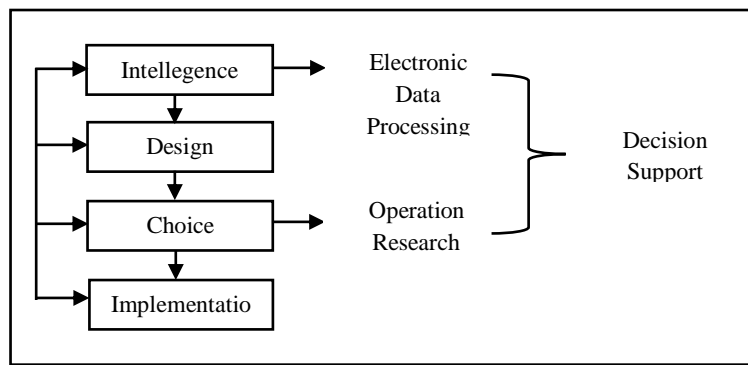 Intellegence
Electronic
Data
Processing
Design
Decision
Support
Choice
Operation
Research
Implementatio